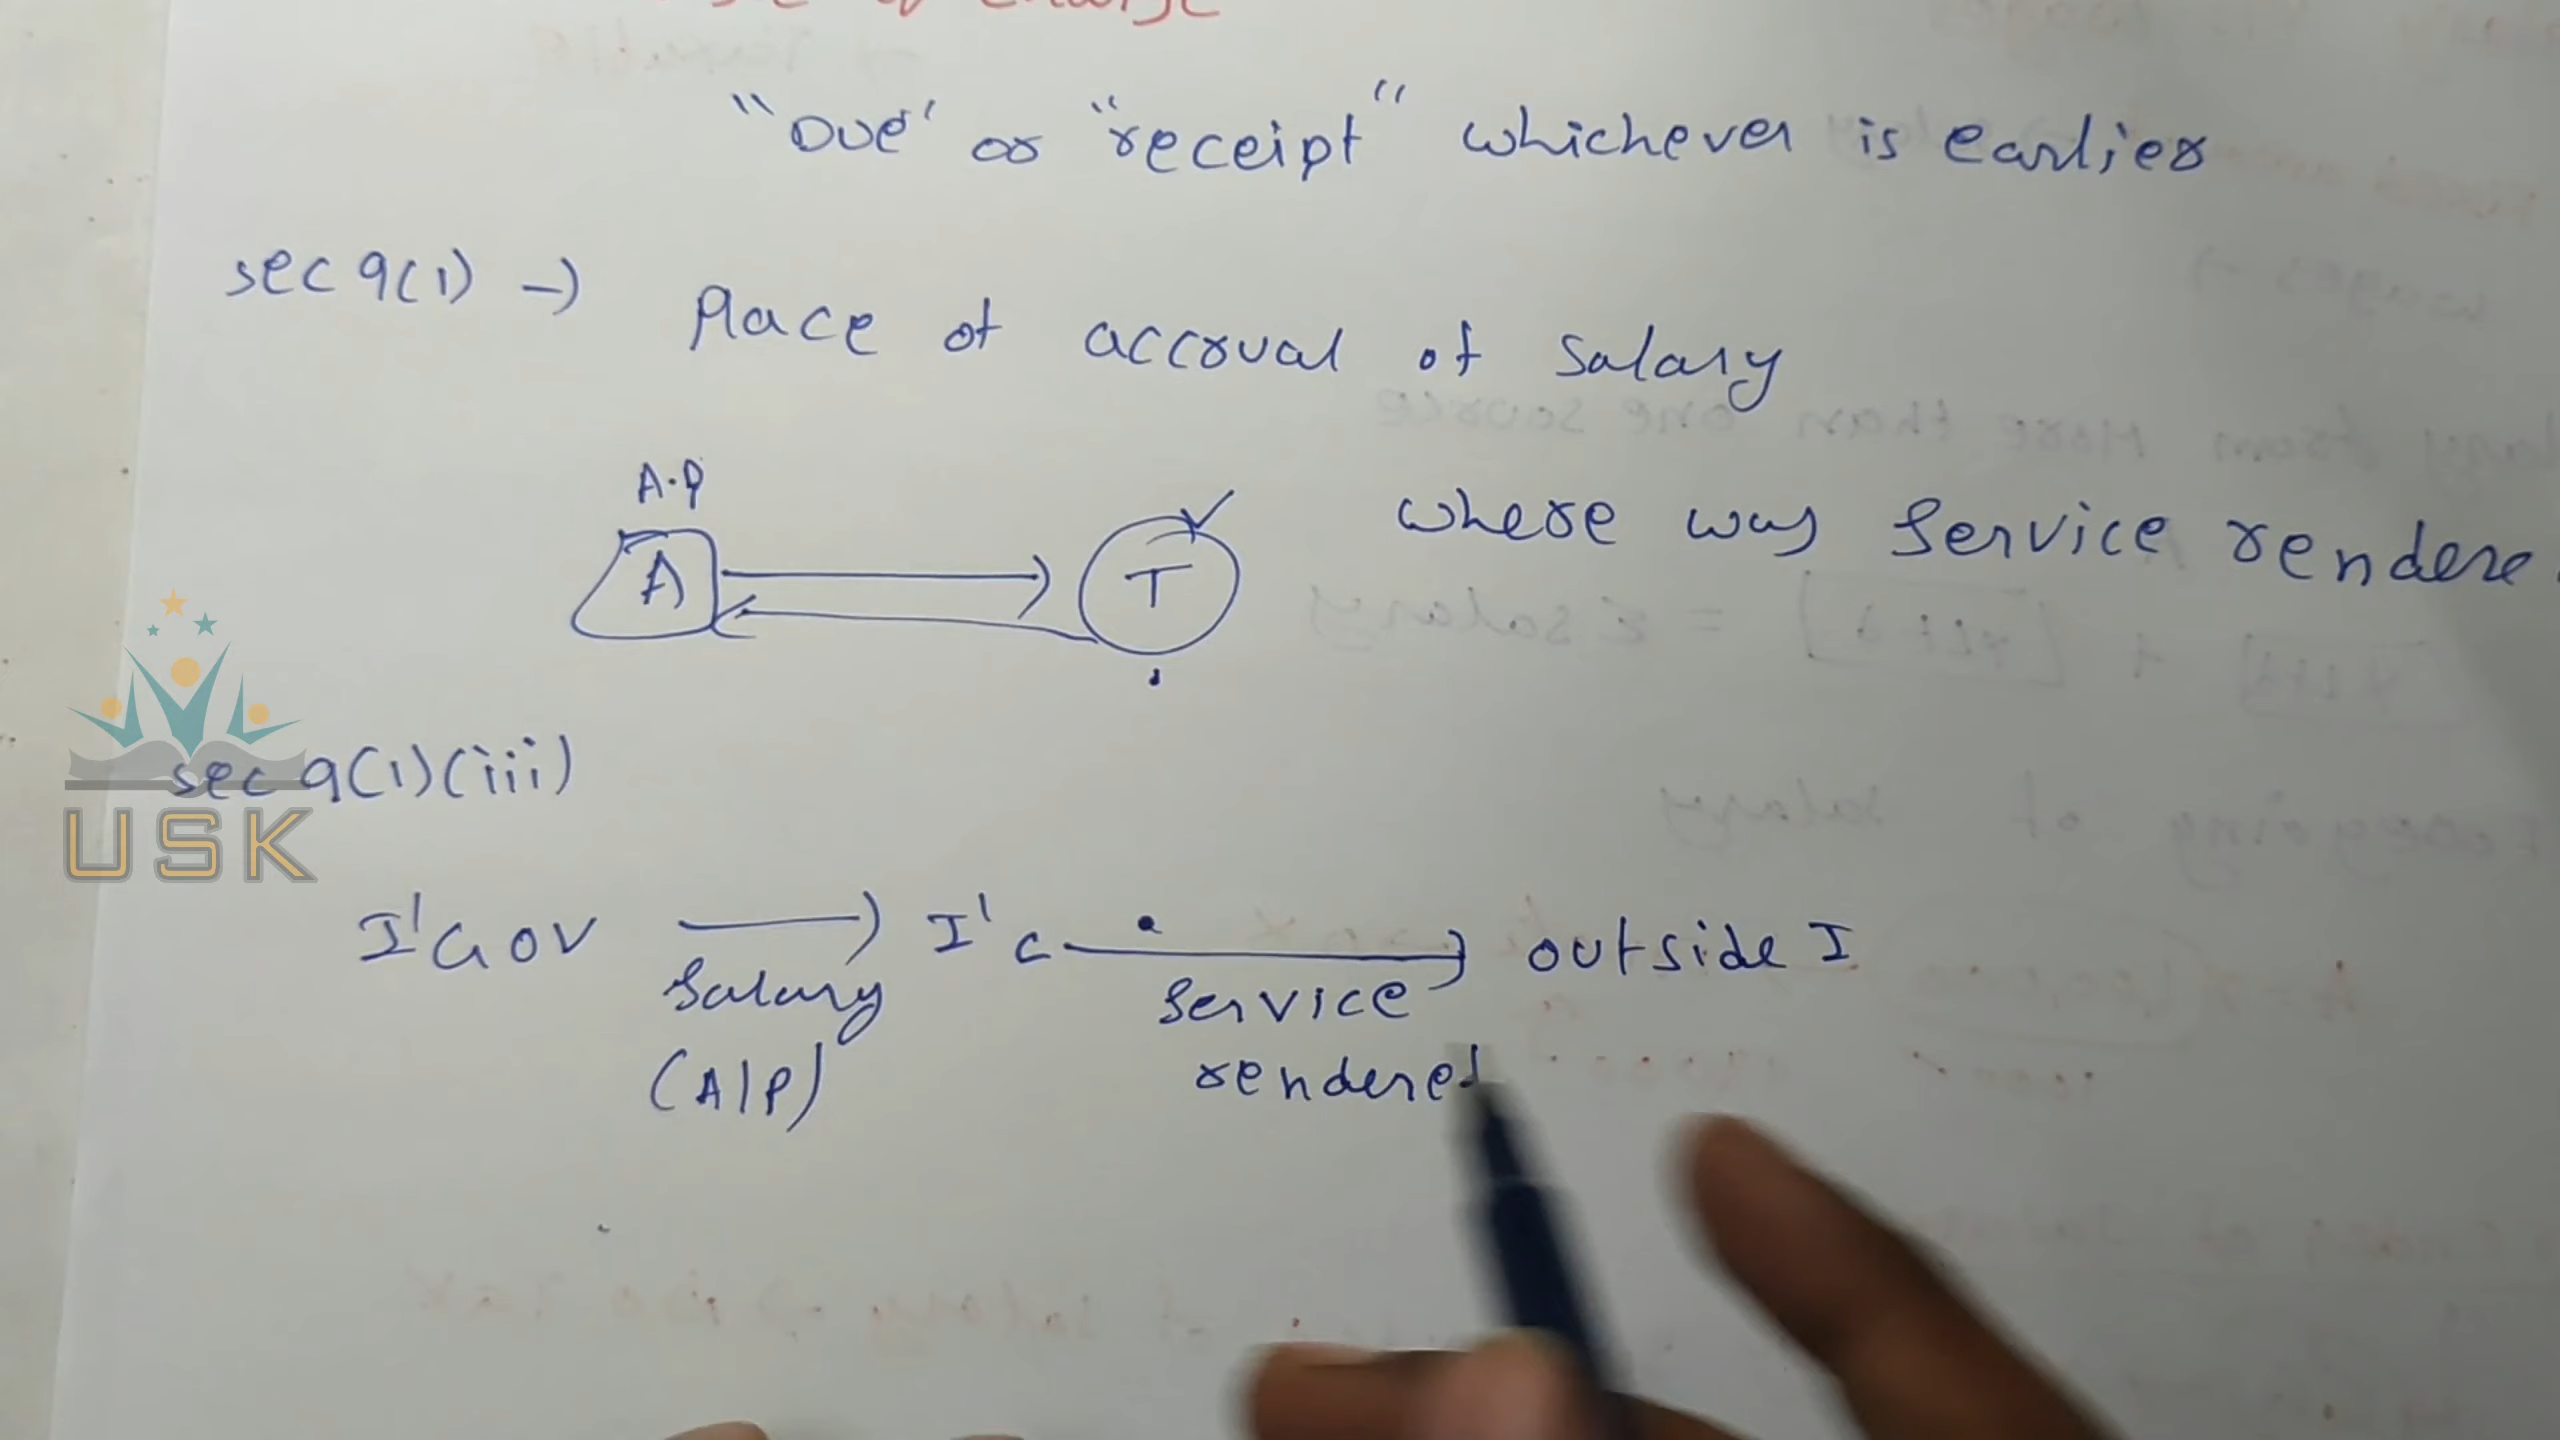 "Due' or "receipt" whichever is earlier
sec 9(1) →
Place of accrual of salary
A.P
A
T
where was service rendere
sec 9(1)(iii)
USK
I'Gov → I'c → outside I
salary
service
(A/P)
rendered